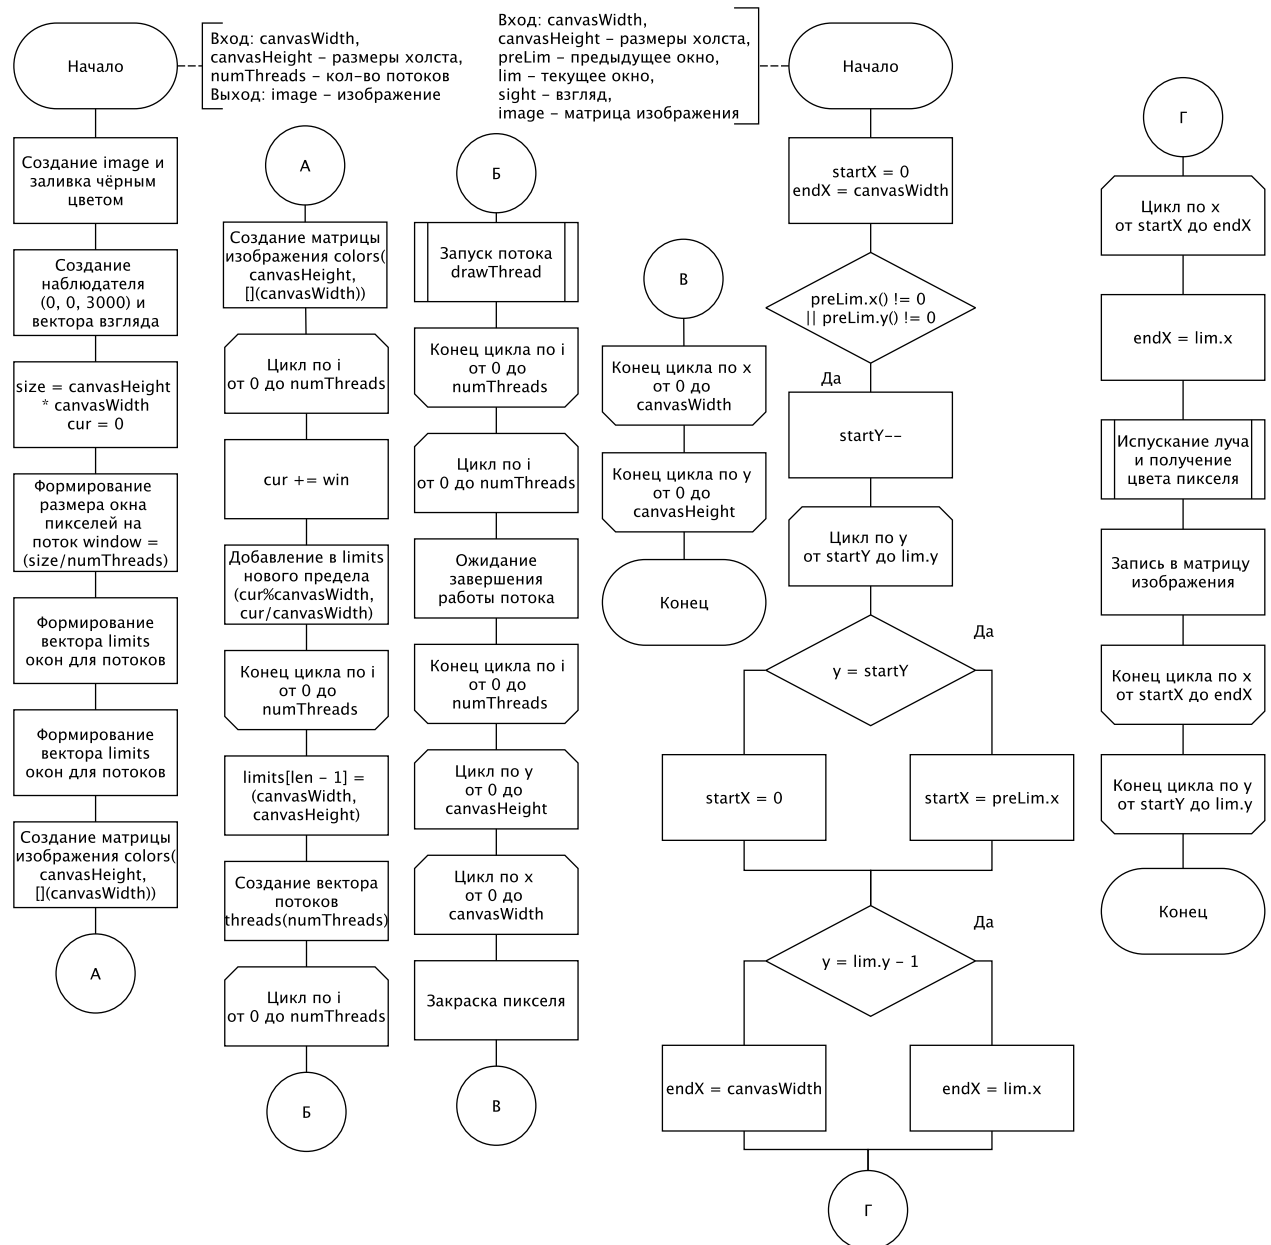 Начало
Вход: canvasWidth,
canvasHeight – размеры холста,
numThreads – кол-во потоков
Выход: image – изображение
Создание image и
заливка чёрным
цветом
Создание
наблюдателя
(0, 0, 3000) и
вектора взгляда
size = canvasHeight
* canvasWidth
cur = 0
Формирование
размера окна
пикселей на
поток window =
(size/numThreads)
Формирование
вектора limits
окон для потоков
Формирование
вектора limits
окон для потоков
Создание матрицы
изображения colors(
canvasHeight,
[](canvasWidth))
А
А
Создание матрицы
изображения colors(
canvasHeight,
[](canvasWidth))
Цикл по i
от 0 до numThreads
cur += win
Добавление в limits
нового предела
(cur%canvasWidth,
cur/canvasWidth)
Конец цикла по i
от 0 до
numThreads
limits[len – 1] =
(canvasWidth,
canvasHeight)
Создание вектора
потоков
threads(numThreads)
Цикл по i
от 0 до numThreads
Б
Б
Запуск потока
drawThread
Конец цикла по i
от 0 до
numThreads
Цикл по i
от 0 до numThreads
Ожидание
завершения
работы потока
Конец цикла по i
от 0 до
numThreads
Цикл по y
от 0 до
canvasHeight
Цикл по x
от 0 до
canvasWidth
Закраска пикселя
В
В
Конец цикла по x
от 0 до
canvasWidth
Конец цикла по y
от 0 до
canvasHeight
Конец
Вход: canvasWidth,
canvasHeight – размеры холста,
preLim – предыдущее окно,
lim – текущее окно,
sight – взгляд,
image – матрица изображения
Начало
startX = 0
endX = canvasWidth
preLim.x() != 0
|| preLim.y() != 0
Да
startY––
Цикл по y
от startY до lim.y
Да
y = startY
startX = 0
startX = preLim.x
Да
y = lim.y – 1
endX = canvasWidth
endX = lim.x
Г
Г
Цикл по x
от startX до endX
endX = lim.x
Испускание луча
и получение
цвета пикселя
Запись в матрицу
изображения
Конец цикла по x
от startX до endX
Конец цикла по y
от startY до lim.y
Конец